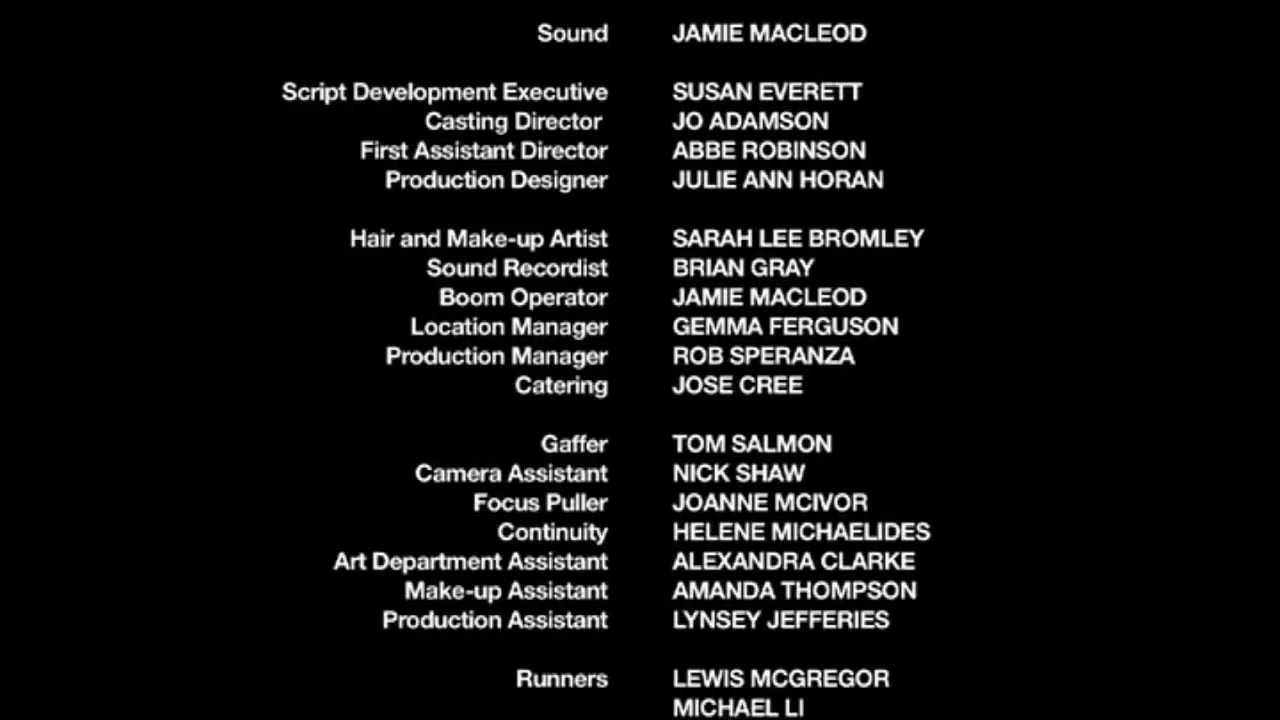 Sound JAMIE MACLEOD
Script Development Executive SUSAN EVERETT
Casting Director JO ADAMSON
First Assistant Director ABBE ROBINSON
Production Designer JULIE ANN HORAN
Hair and Make-up Artist SARAH LEE BROMLEY
Sound Recordist BRIAN GRAY
Boom Operator JAMIE MACLEOD
Location Manager GEMMA FERGUSON
Production Manager ROB SPERANZA
Catering JOSE CREE
Gaffer TOM SALMON
Camera Assistant NICK SHAW
Focus Puller JOANNE MCIVOR
Continuity HELENE MICHAELIDES
Art Department Assistant ALEXANDRA CLARKE
Make-up Assistant AMANDA THOMPSON
Production Assistant LYNSEY JEFFERIES
Runners LEWIS MCGREGOR
MICHAEL LI